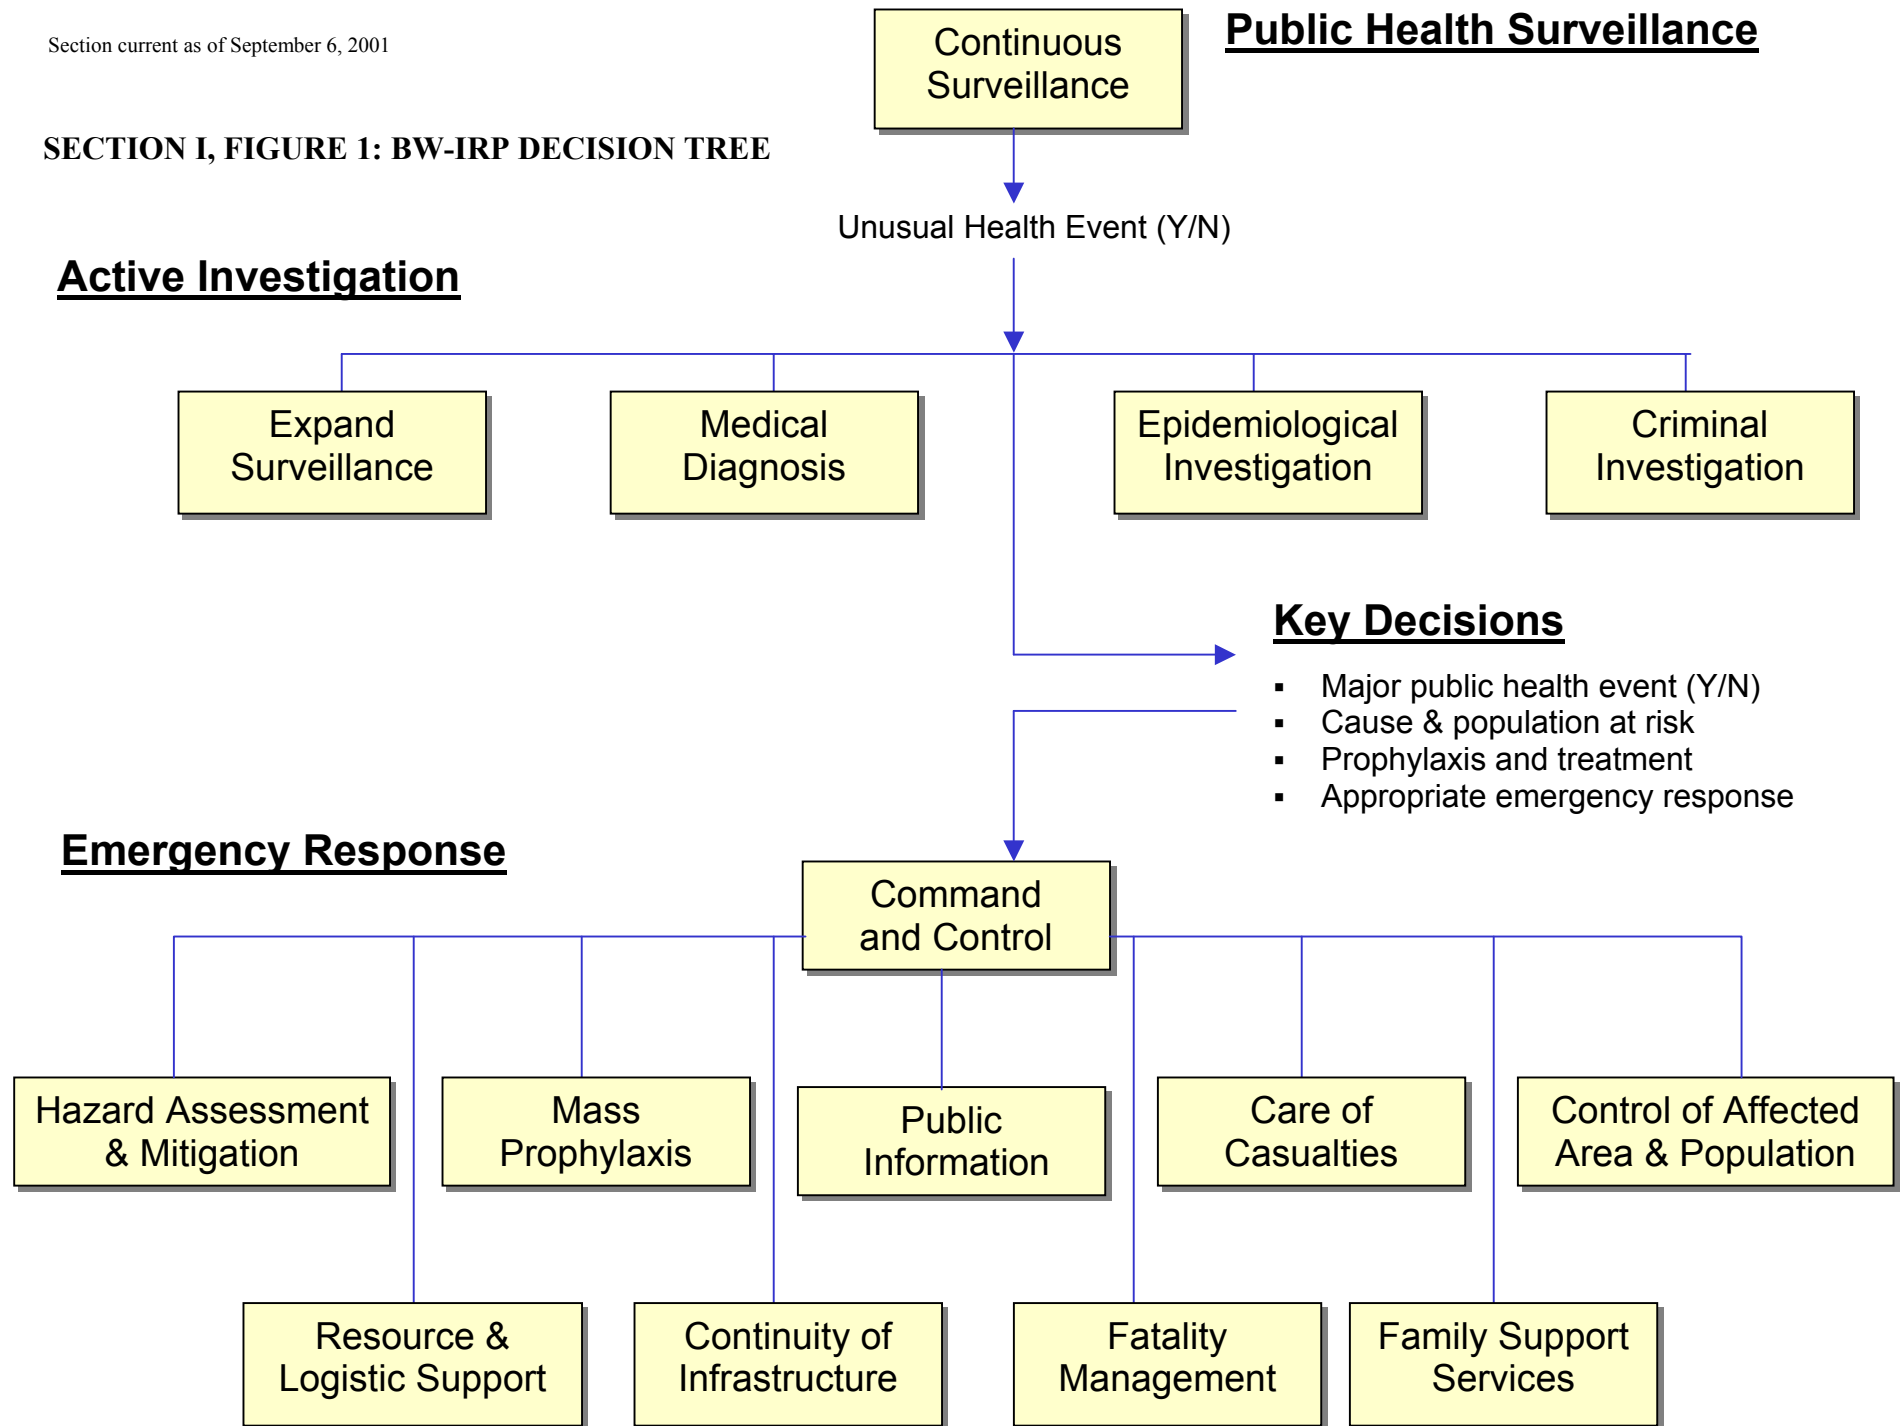 Section current as of September 6, 2001
Continuous
Surveillance
Public Health Surveillance
SECTION I, FIGURE 1: BW-IRP DECISION TREE
Unusual Health Event (Y/N)
Active Investigation
Expand
Surveillance
Medical
Diagnosis
Epidemiological
Investigation
Criminal
Investigation
Key Decisions
▪ Major public health event (Y/N)
▪ Cause & population at risk
▪ Prophylaxis and treatment
▪ Appropriate emergency response
Emergency Response
Command
and Control
Hazard Assessment
& Mitigation
Mass
Prophylaxis
Public
Information
Care of
Casualties
Control of Affected
Area & Population
Resource &
Logistic Support
Continuity of
Infrastructure
Fatality
Management
Family Support
Services